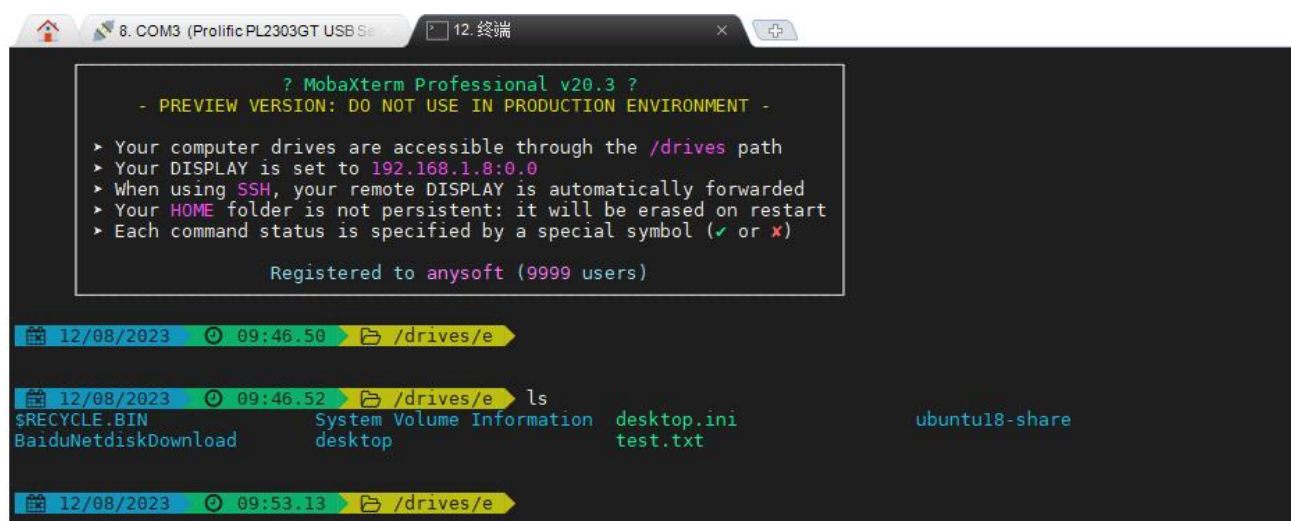 8. COM3 (Prolific PL2303GT USB Se
12. 终端
? MobaXterm Professional v20.3 ?
- PREVIEW VERSION: DO NOT USE IN PRODUCTION ENVIRONMENT -
➤ Your computer drives are accessible through the /drives path
➤ Your DISPLAY is set to 192.168.1.8:0.0
➤ When using SSH, your remote DISPLAY is automatically forwarded
➤ Your HOME folder is not persistent: it will be erased on restart
➤ Each command status is specified by a special symbol (✔ or ✘)
Registered to anysoft (9999 users)
12/08/2023 09:46.50 /drives/e
12/08/2023 09:46.52 /drives/e ls
$RECYCLE.BIN System Volume Information desktop.ini ubuntu18-share
BaiduNetdiskDownload desktop test.txt
12/08/2023 09:53.13 /drives/e